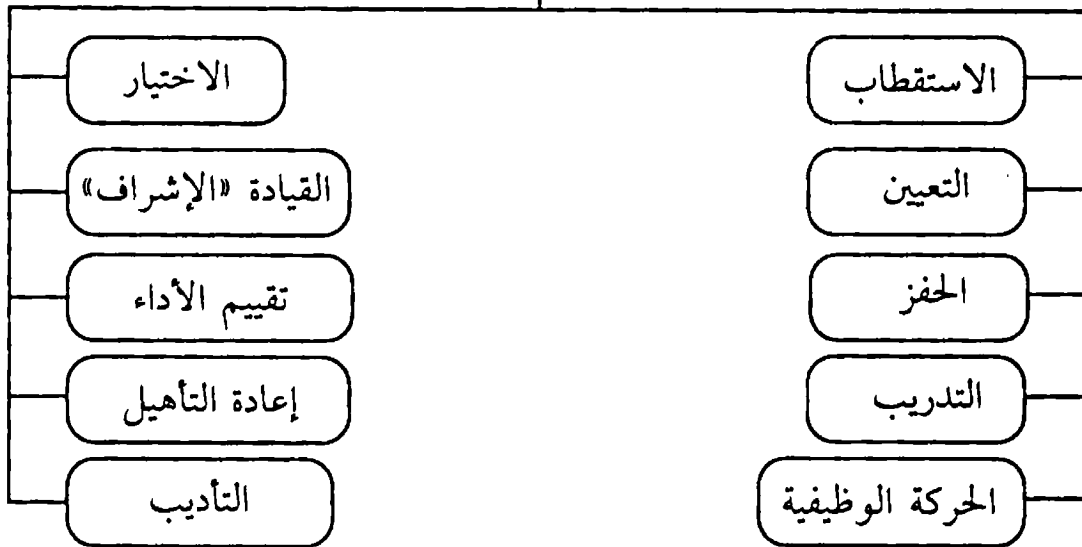 الاستقطاب
الاختيار
التعيين
القيادة «الإشراف»
الحفز
تقييم الأداء
التدريب
إعادة التأهيل
الحركة الوظيفية
التأديب